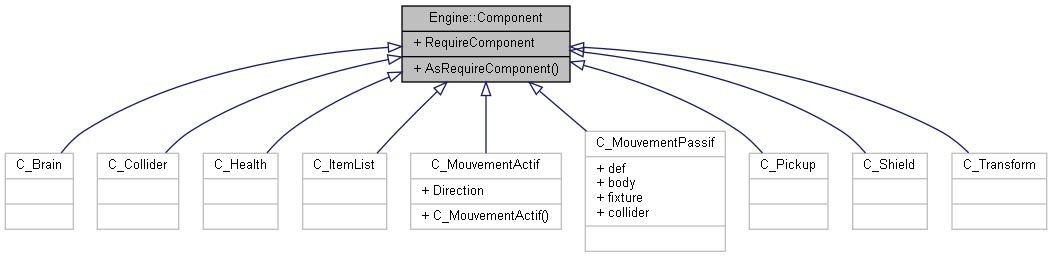 Engine::Component
+ RequireComponent
+ AsRequireComponent()
C_Brain
C_Collider
C_Health
C_ItemList
C_MouvementActif
+ Direction
+ C_MouvementActif()
C_MouvementPassif
+ def
+ body
+ fixture
+ collider
C_Pickup
C_Shield
C_Transform